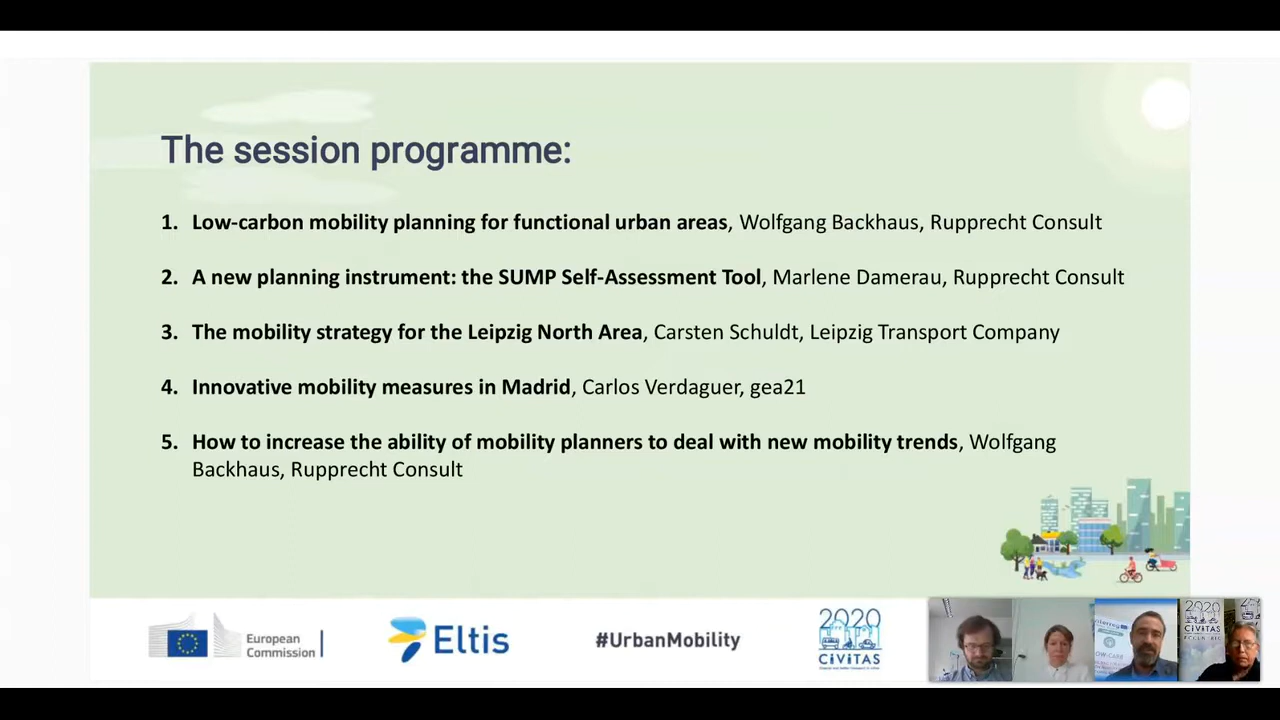 The session programme:
1. Low-carbon mobility planning for functional urban areas, Wolfgang Backhaus, Rupprecht Consult
2. A new planning instrument: the SUMP Self-Assessment Tool, Marlene Damerau, Rupprecht Consult
3. The mobility strategy for the Leipzig North Area, Carsten Schuldt, Leipzig Transport Company
4. Innovative mobility measures in Madrid, Carlos Verdaguer, gea21
5. How to increase the ability of mobility planners to deal with new mobility trends, Wolfgang
Backhaus, Rupprecht Consult
European
Commission
Eltis
#UrbanMobility
2020
CiViTAS
2020
CiViTAS